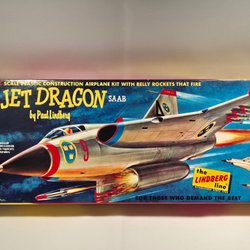 SCALE PLASTIC CONSTRUCTION AIRPLANE KIT WITH BELLY ROCKETS THAT FIRE
JET DRAGON SAAB
by Paul Lindberg
the
LINDBERG
line
FOR THOSE WHO DEMAND THE BEST